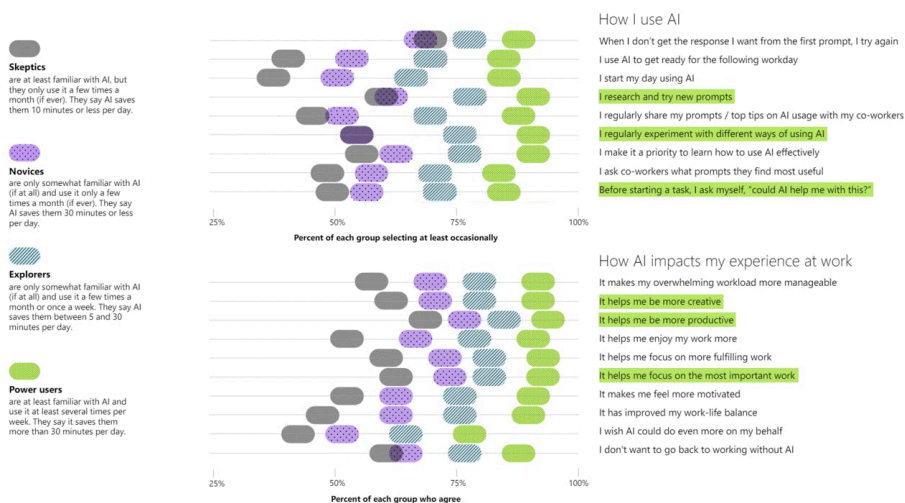 Skeptics
are at least familiar with AI, but
they only use it a few times a
month (if ever). They say AI saves
them 10 minutes or less per day.
Novices
are only somewhat familiar with AI
(if at all) and use it only a few
times a month (if ever). They say
AI saves them 30 minutes or less
per day.
Explorers
are only somewhat familiar with AI
(if at all) and use it a few times a
month or once a week. They say AI
saves them between 5 and 30
minutes per day.
Power users
are at least familiar with AI and
use it at least several times per
week. They say it saves them
more than 30 minutes per day.
How I use AI
When I don't get the response I want from the first prompt, I try again
I use AI to get ready for the following workday
I start my day using AI
I research and try new prompts
I regularly share my prompts / top tips on AI usage with my co-workers
I regularly experiment with different ways of using AI
I make it a priority to learn how to use AI effectively
I ask co-workers what prompts they find most useful
Before starting a task, I ask myself, "could AI help me with this?"
25% 50% 75% 100%
Percent of each group selecting at least occasionally
How AI impacts my experience at work
It makes my overwhelming workload more manageable
It helps me be more creative
It helps me be more productive
It helps me enjoy my work more
It helps me focus on more fulfilling work
It helps me focus on the most important work
It makes me feel more motivated
It has improved my work-life balance
I wish AI could do even more on my behalf
I don't want to go back to working without AI
25% 50% 75% 100%
Percent of each group who agree